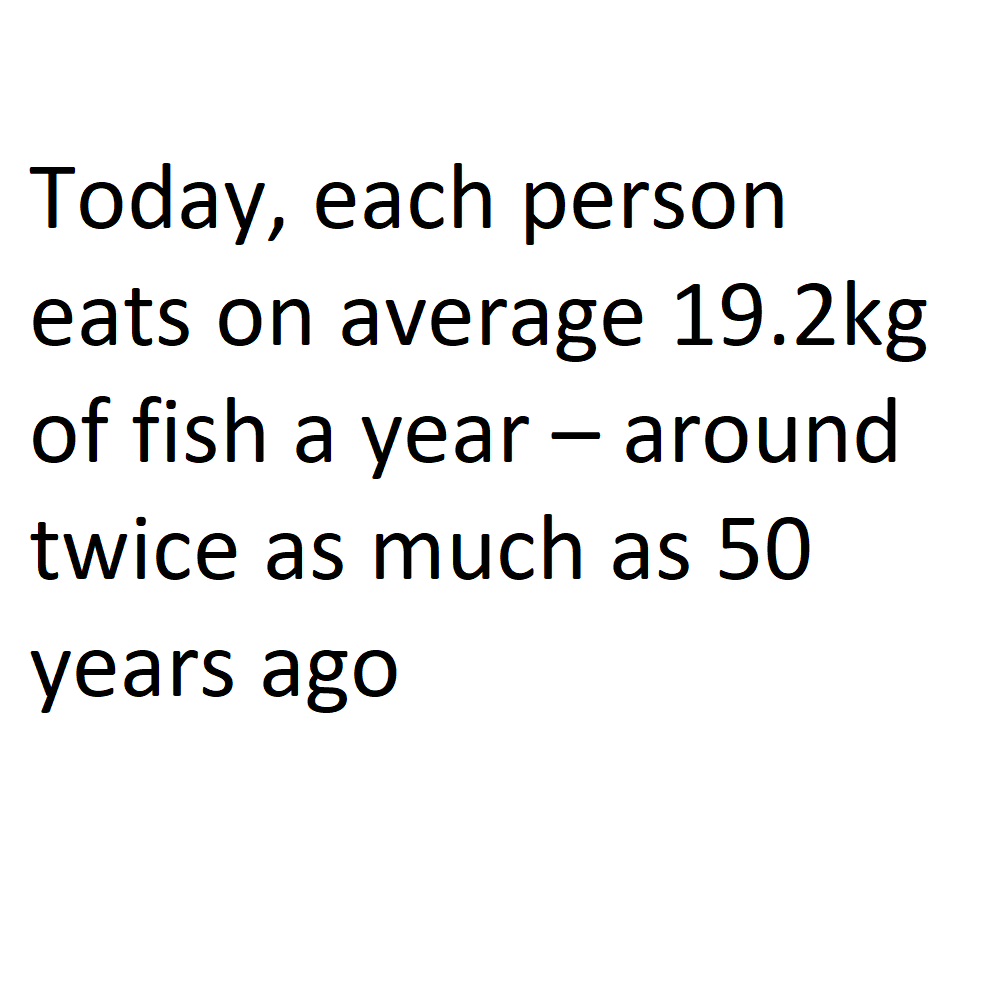 Today, each person
eats on average 19.2kg
of fish a year – around
twice as much as 50
years ago